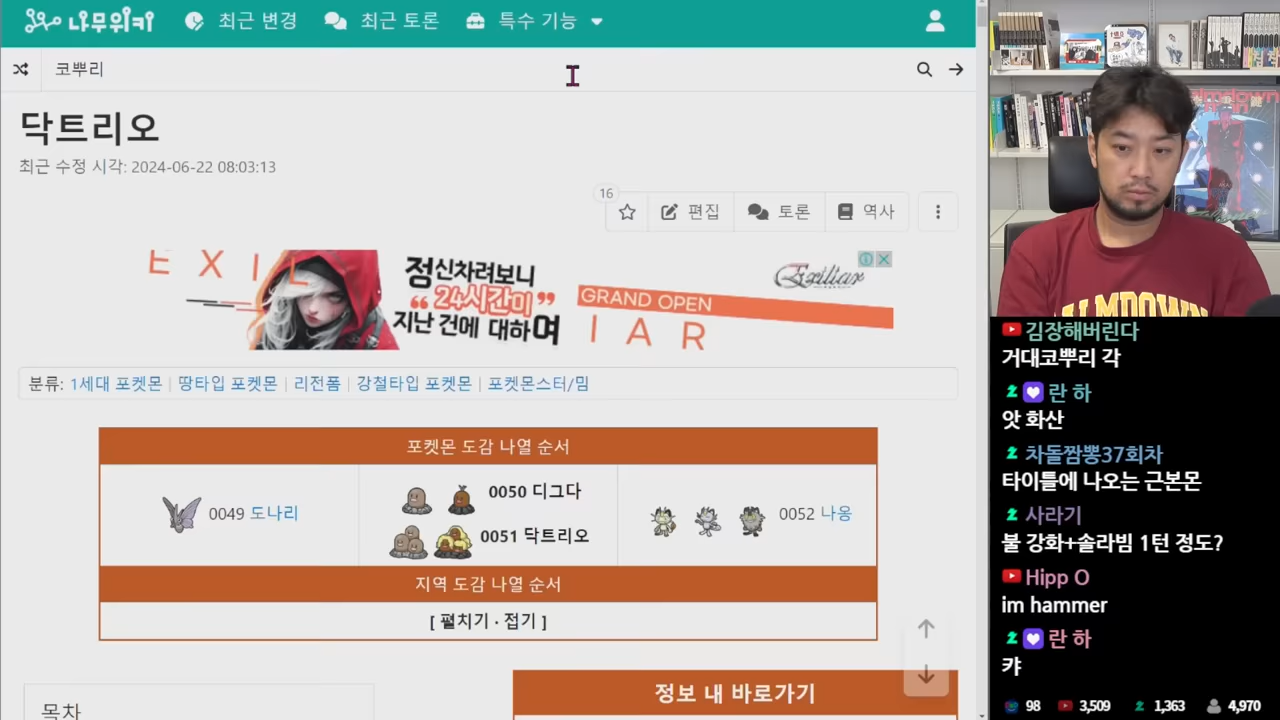 나무위키
최근 변경
최근 토론
특수 기능
코뿌리
닥트리오
최근 수정 시각: 2024-06-22 08:03:13
16
편집
토론
역사
EXIL
정신차려보니
“24시간이”
지난 건에 대하여
GRAND OPEN
IAR
Exiliar
분류: 1세대 포켓몬 | 땅타입 포켓몬 | 리전폼 | 강철타입 포켓몬 | 포켓몬스터/밈
포켓몬 도감 나열 순서
0049 도나리
0050 디그다
0051 닥트리오
0052 나옹
지역 도감 나열 순서
[ 펼치기 · 접기 ]
목차
정보 내 바로가기
김장해버린다
거대코뿌리 각
란 하
앗 화산
차돌짬뽕37회차
타이틀에 나오는 근본몬
사라기
불 강화+솔라빔 1턴 정도?
Hipp O
im hammer
란 하
캬
98
3,509
1,363
4,970